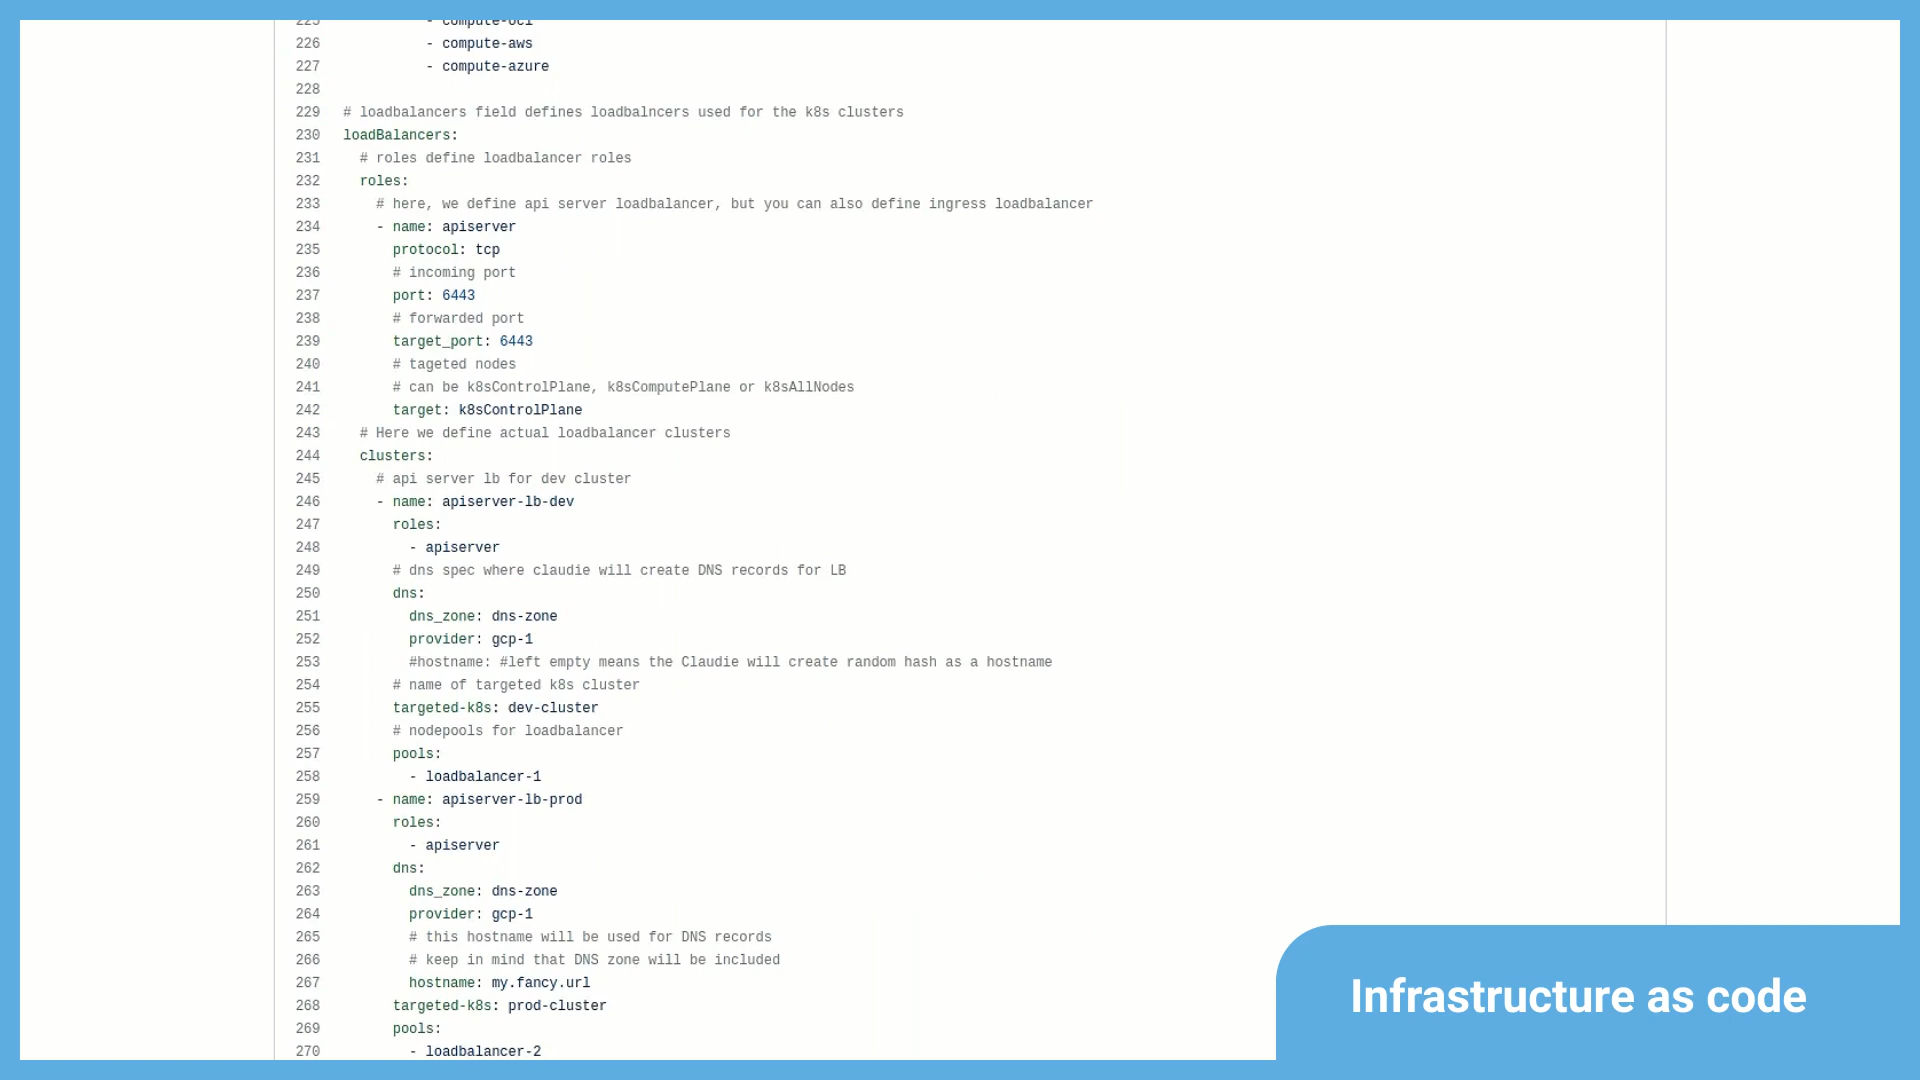 225           - compute-oci
226           - compute-aws
227           - compute-azure
228
229 # loadbalancers field defines loadbalncers used for the k8s clusters
230 loadBalancers:
231   # roles define loadbalancer roles
232   roles:
233     # here, we define api server loadbalancer, but you can also define ingress loadbalancer
234     - name: apiserver
235       protocol: tcp
236       # incoming port
237       port: 6443
238       # forwarded port
239       target_port: 6443
240       # tageted nodes
241       # can be k8sControlPlane, k8sComputePlane or k8sAllNodes
242       target: k8sControlPlane
243   # Here we define actual loadbalancer clusters
244   clusters:
245     # api server lb for dev cluster
246     - name: apiserver-lb-dev
247       roles:
248         - apiserver
249       # dns spec where claudie will create DNS records for LB
250       dns:
251         dns_zone: dns-zone
252         provider: gcp-1
253         #hostname: #left empty means the Claudie will create random hash as a hostname
254       # name of targeted k8s cluster
255       targeted-k8s: dev-cluster
256       # nodepools for loadbalancer
257       pools:
258         - loadbalancer-1
259     - name: apiserver-lb-prod
260       roles:
261         - apiserver
262       dns:
263         dns_zone: dns-zone
264         provider: gcp-1
265         # this hostname will be used for DNS records
266         # keep in mind that DNS zone will be included
267         hostname: my.fancy.url
268       targeted-k8s: prod-cluster
269       pools:
270         - loadbalancer-2
Infrastructure as code